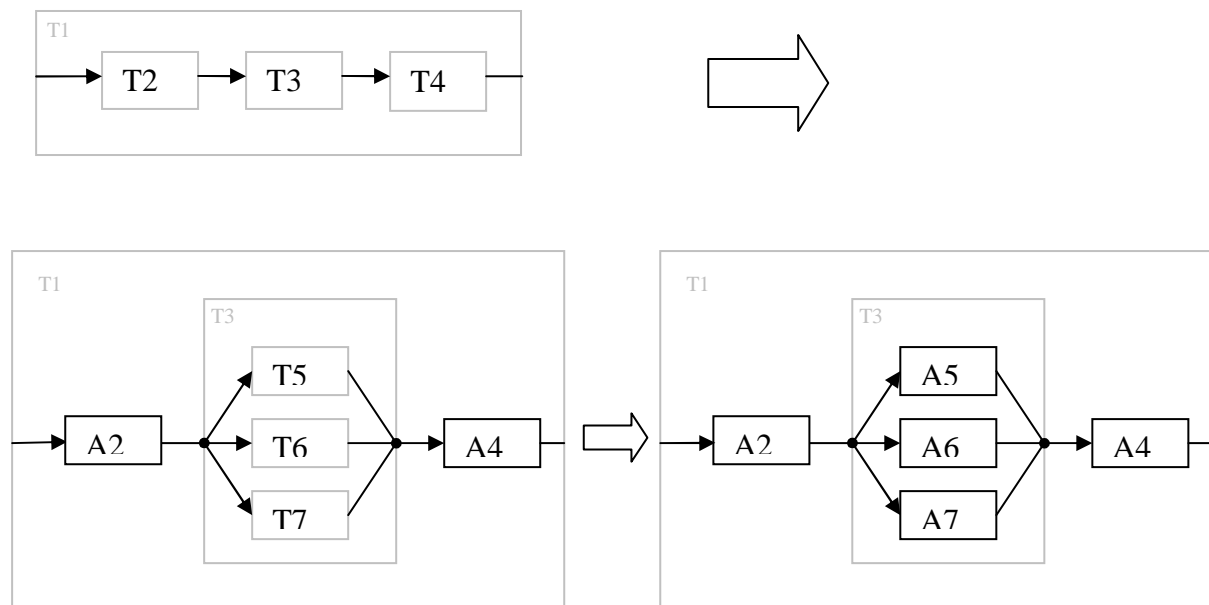 T1
T2 T3 T4
T1 T1
T3 T3
T5 A5
A2 T6 A4 A2 A6 A4
T7 A7